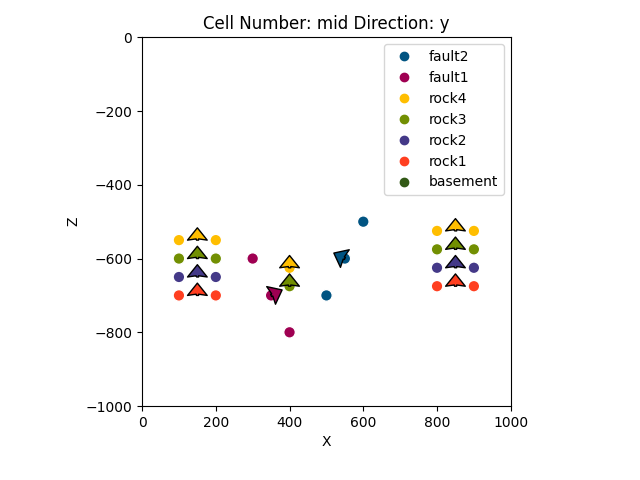 Cell Number: mid Direction: y
fault2
fault1
rock4
rock3
rock2
rock1
basement
0
−200
−400
−600
−800
−1000
Z
0 200 400 600 800 1000
X